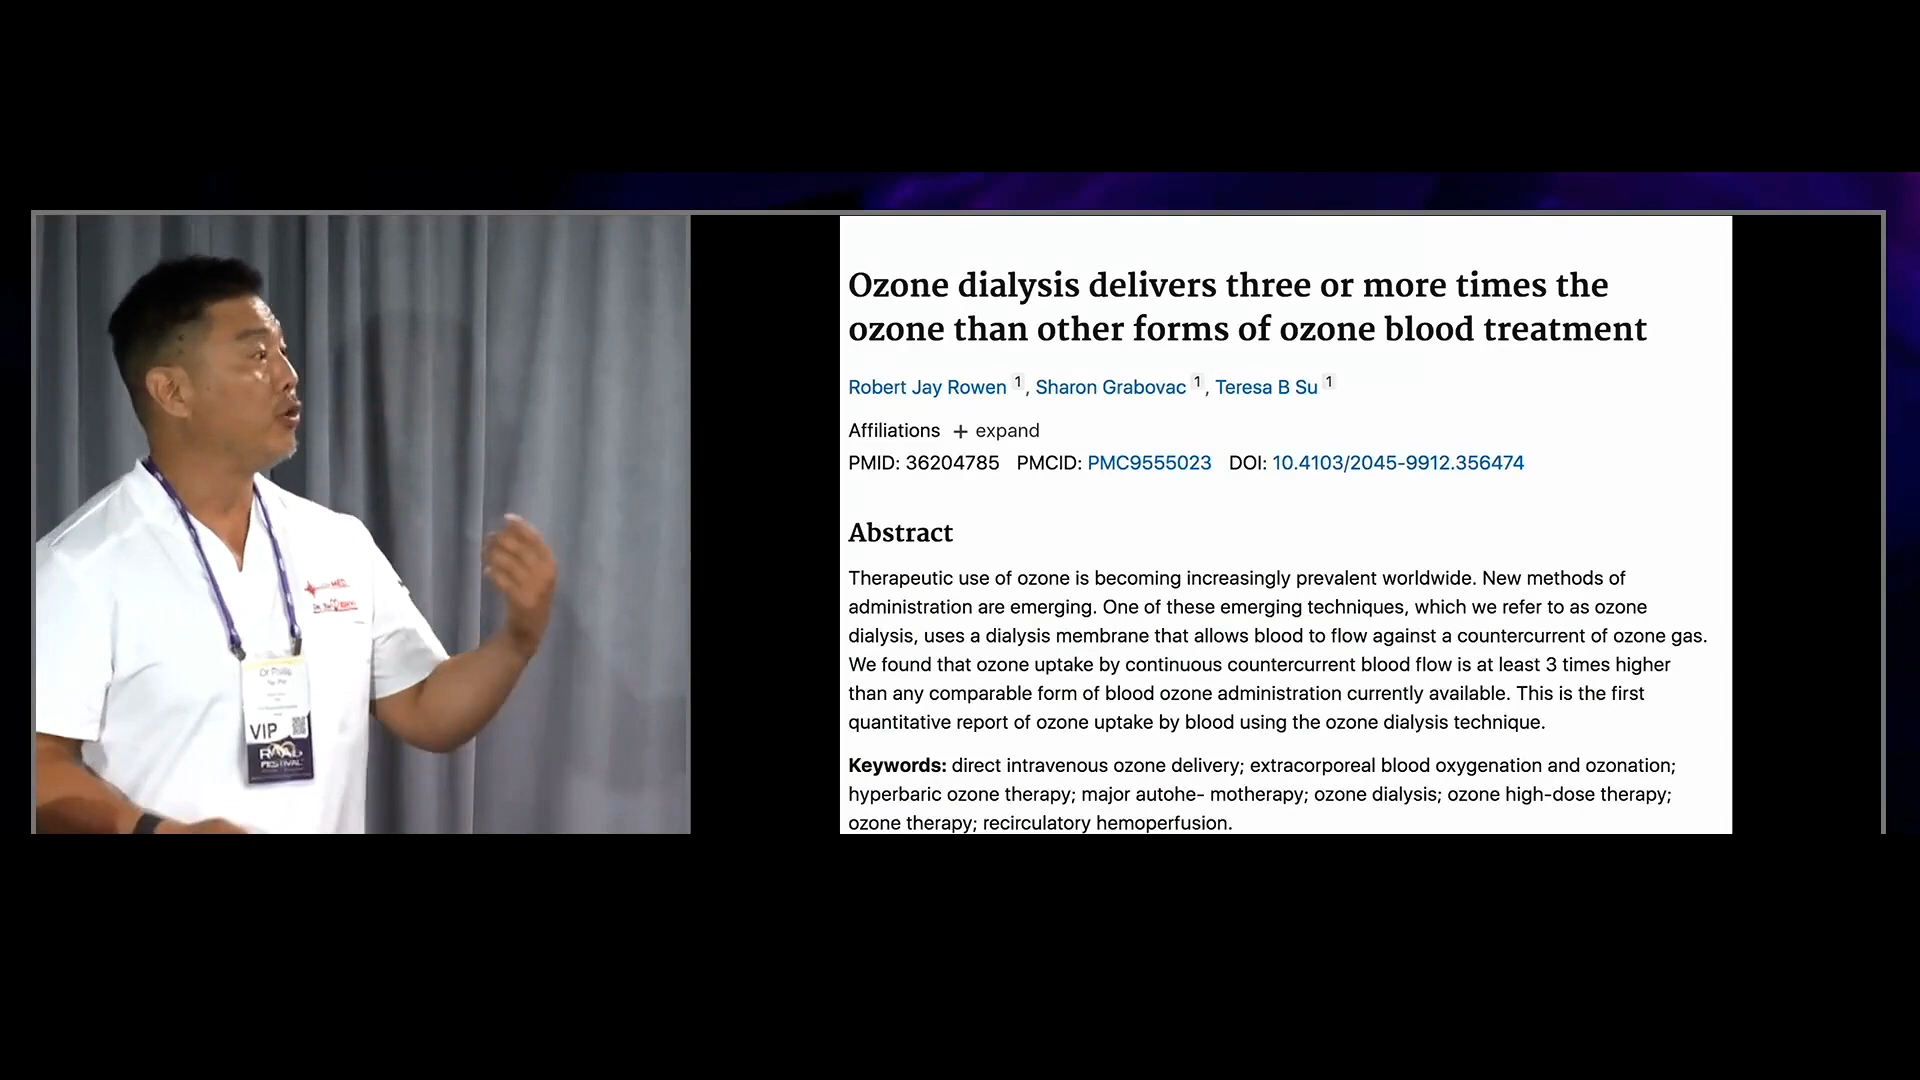 Ozone dialysis delivers three or more times the
ozone than other forms of ozone blood treatment
Robert Jay Rowen 1, Sharon Grabovac 1, Teresa B Su 1
Affiliations + expand
PMID: 36204785 PMCID: PMC9555023 DOI: 10.4103/2045-9912.356474
Abstract
Therapeutic use of ozone is becoming increasingly prevalent worldwide. New methods of
administration are emerging. One of these emerging techniques, which we refer to as ozone
dialysis, uses a dialysis membrane that allows blood to flow against a countercurrent of ozone gas.
We found that ozone uptake by continuous countercurrent blood flow is at least 3 times higher
than any comparable form of blood ozone administration currently available. This is the first
quantitative report of ozone uptake by blood using the ozone dialysis technique.
Keywords: direct intravenous ozone delivery; extracorporeal blood oxygenation and ozonation;
hyperbaric ozone therapy; major autohe- motherapy; ozone dialysis; ozone high-dose therapy;
ozone therapy; recirculatory hemoperfusion.
VIP
FESTIVAL